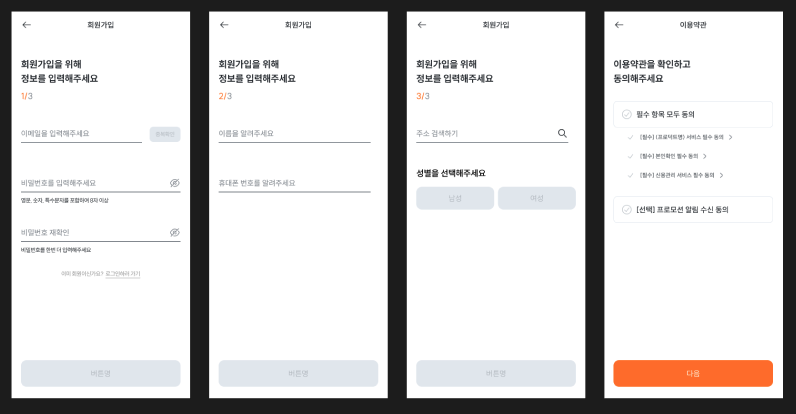 회원가입
회원가입을 위해
정보를 입력해주세요
1/3
이메일을 입력해주세요
중복확인
비밀번호를 입력해주세요
영문, 숫자, 특수문자를 포함하여 8자 이상
비밀번호 재확인
비밀번호를 한번 더 입력해주세요
이미 회원이신가요? 로그인하러 가기
버튼명
회원가입
회원가입을 위해
정보를 입력해주세요
2/3
이름을 알려주세요
휴대폰 번호를 알려주세요
버튼명
회원가입
회원가입을 위해
정보를 입력해주세요
3/3
주소 검색하기
성별을 선택해주세요
남성
여성
버튼명
이용약관
이용약관을 확인하고
동의해주세요
필수 항목 모두 동의
[필수] (프로덕트명) 서비스 필수 동의
[필수] 본인확인 필수 동의
[필수] 신용관리 서비스 필수 동의
[선택] 프로모션 알림 수신 동의
다음